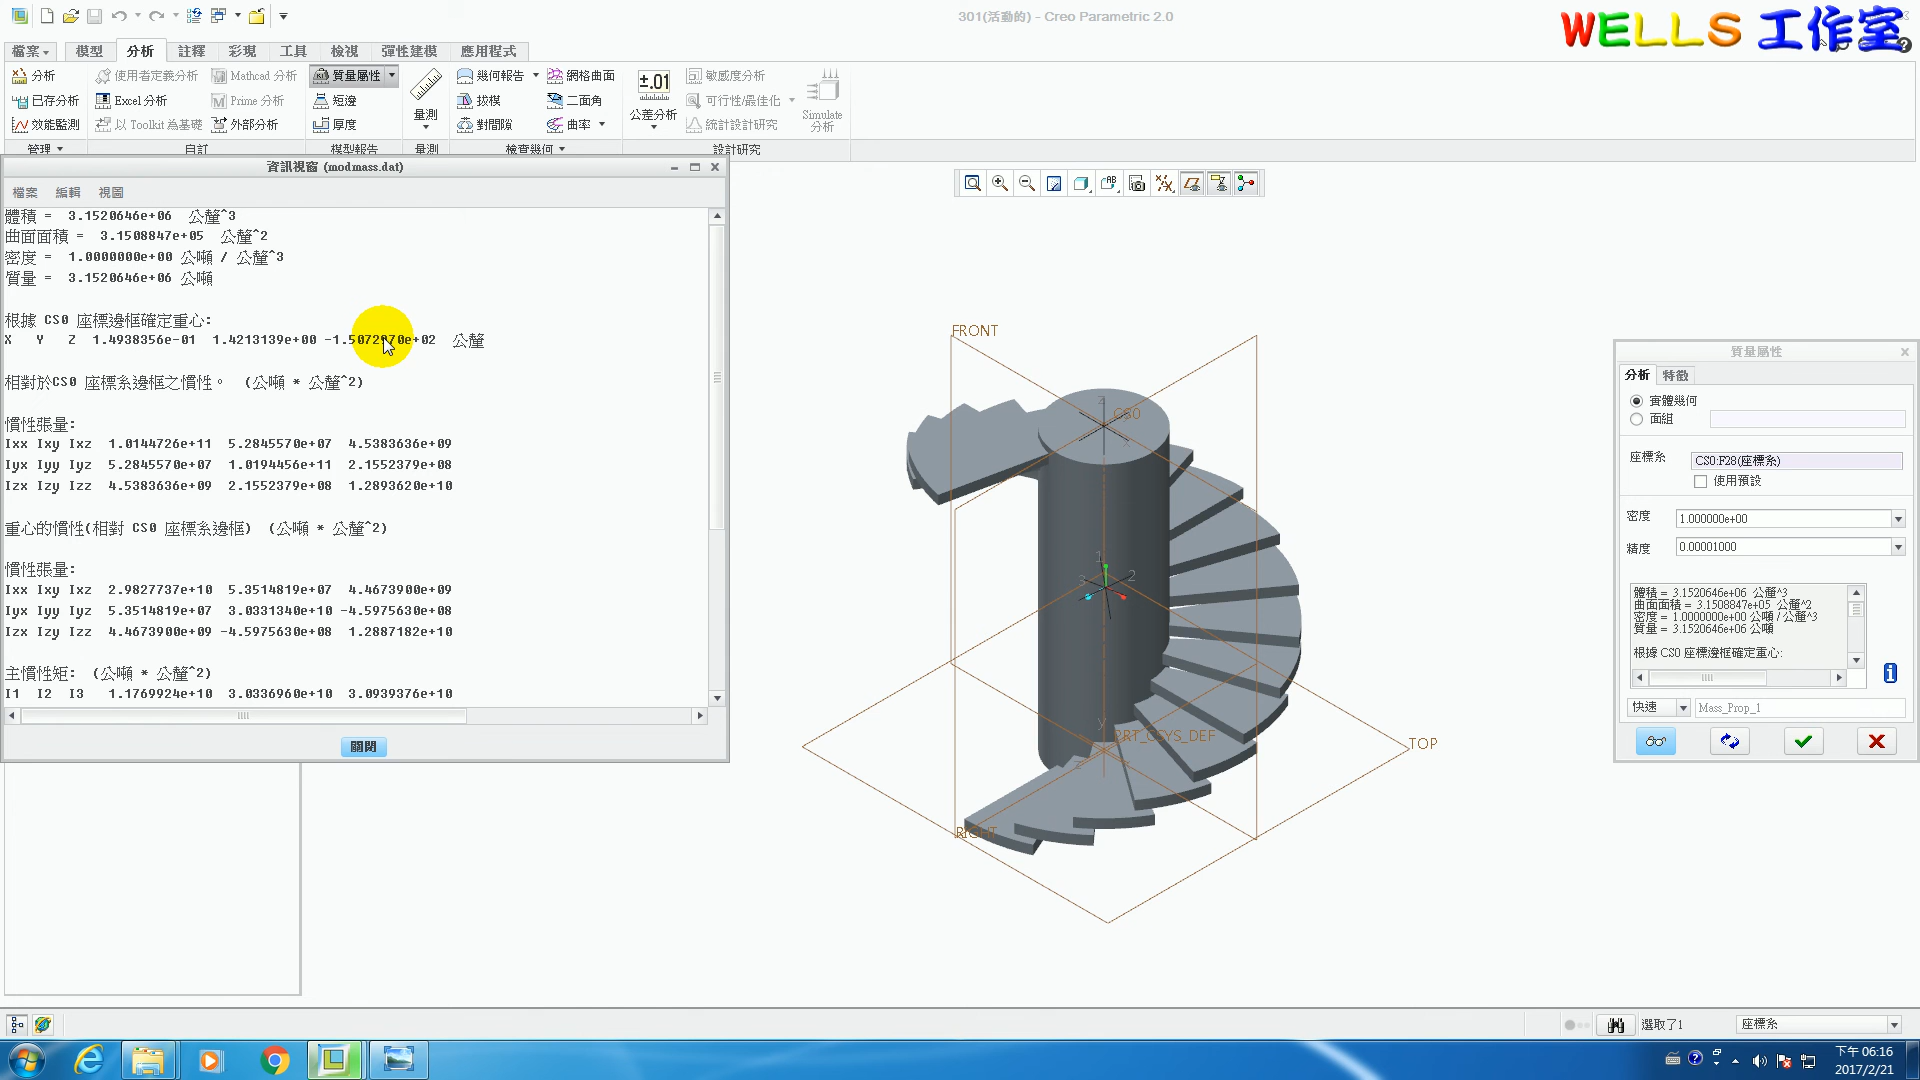 301(活動的) - Creo Parametric 2.0
WELLS 工作室
檔案
模型
分析
註釋
彩現
工具
檢視
彈性建模
應用程式
分析
使用者定義分析
Mathcad 分析
質量屬性
幾何報告
網格曲面
敏感度分析
已存分析
Excel 分析
Prime 分析
短邊
量測
拔模
二面角
±.01
公差分析
可行性/最佳化
Simulate
分析
效能監測
以 Toolkit 為基礎
外部分析
厚度
對間隙
曲率
統計設計研究
管理
自訂
模型報告
量測
檢查幾何
設計研究
資訊視窗 (modmass.dat)
檔案 編輯 視圖
體積 = 3.1520646e+06 公釐^3
曲面面積 = 3.1508847e+05 公釐^2
密度 = 1.0000000e+00 公噸 / 公釐^3
質量 = 3.1520646e+06 公噸
根據 CS0 座標邊框確定重心:
X Y Z 1.4938356e-01 1.4213139e+00 -1.5072970e+02 公釐
相對於CS0 座標系邊框之慣性。 (公噸 * 公釐^2)
慣性張量:
Ixx Ixy Ixz 1.0144726e+11 5.2845570e+07 4.5383636e+09
Iyx Iyy Iyz 5.2845570e+07 1.0194456e+11 2.1552379e+08
Izx Izy Izz 4.5383636e+09 2.1552379e+08 1.2893620e+10
重心的慣性(相對 CS0 座標系邊框) (公噸 * 公釐^2)
慣性張量:
Ixx Ixy Ixz 2.9827737e+10 5.3514819e+07 4.4673900e+09
Iyx Iyy Iyz 5.3514819e+07 3.0331340e+10 -4.5975630e+08
Izx Izy Izz 4.4673900e+09 -4.5975630e+08 1.2887182e+10
主慣性矩: (公噸 * 公釐^2)
I1 I2 I3 1.1769924e+10 3.0336960e+10 3.0939376e+10
關閉
FRONT
Z
CS0
X
1
3
2
Y
PRT_CSYS_DEF
Z
TOP
RIGHT
質量屬性
分析 特徵
實體幾何
面組
座標系
CS0:F28(座標系)
使用預設
密度
1.000000e+00
精度
0.00001000
體積 = 3.1520646e+06 公釐^3
曲面面積 = 3.1508847e+05 公釐^2
密度 = 1.0000000e+00 公噸 / 公釐^3
質量 = 3.1520646e+06 公噸
根據 CS0 座標邊框確定重心:
快速
Mass_Prop_1
選取了1
座標系
下午 06:16
2017/2/21